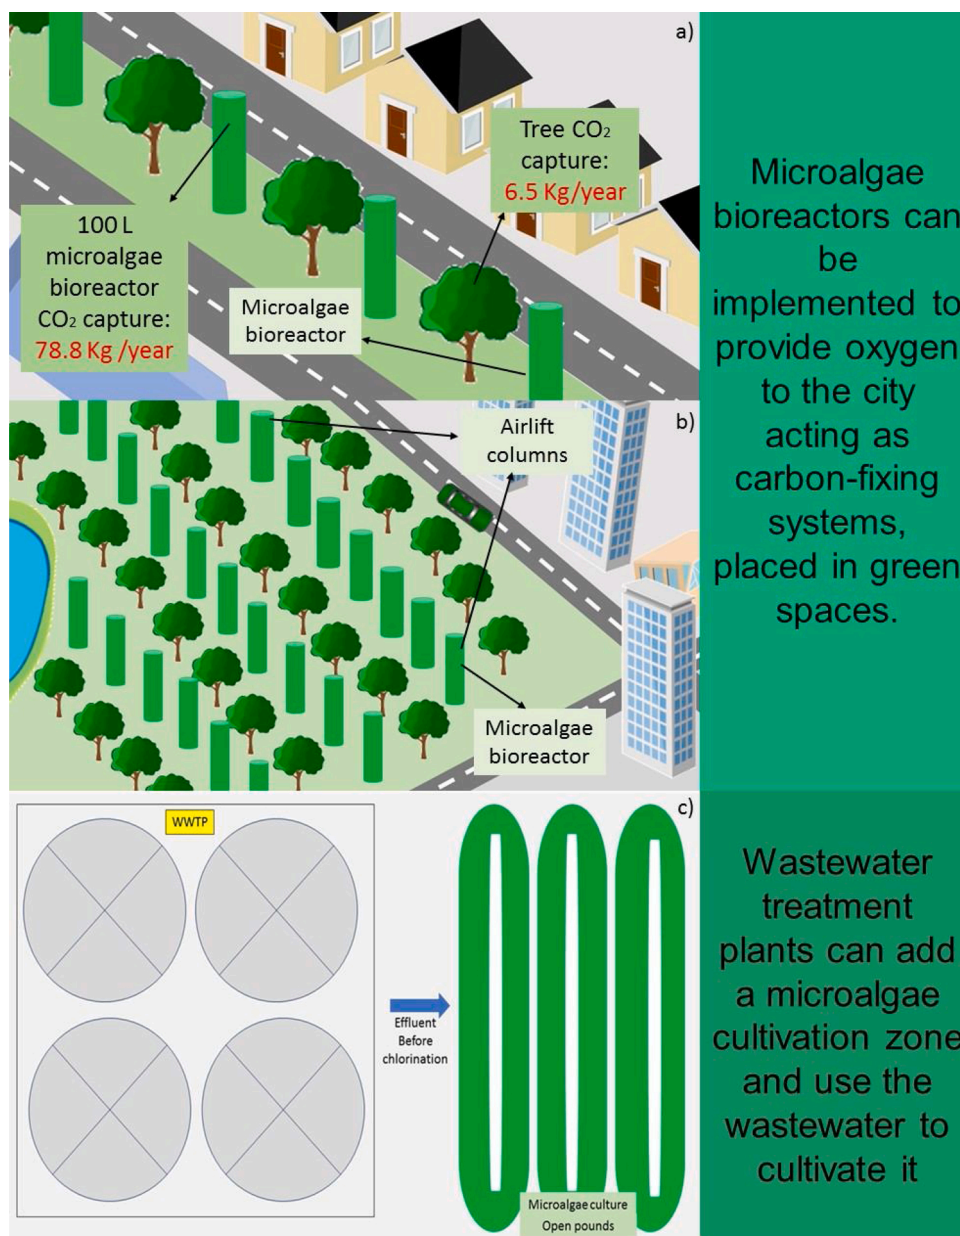 a)
Tree CO₂
capture:
6.5 Kg/year
100 L
microalgae
bioreactor
CO₂ capture:
78.8 Kg /year
Microalgae
bioreactor
Microalgae
bioreactors can
be
implemented to
provide oxygen
to the city
acting as
carbon-fixing
systems,
placed in green
spaces.
b)
Airlift
columns
Microalgae
bioreactor
c)
WWTP
Effluent
Before
chlorination
Microalgae culture
Open pounds
Wastewater
treatment
plants can add
a microalgae
cultivation zone
and use the
wastewater to
cultivate it